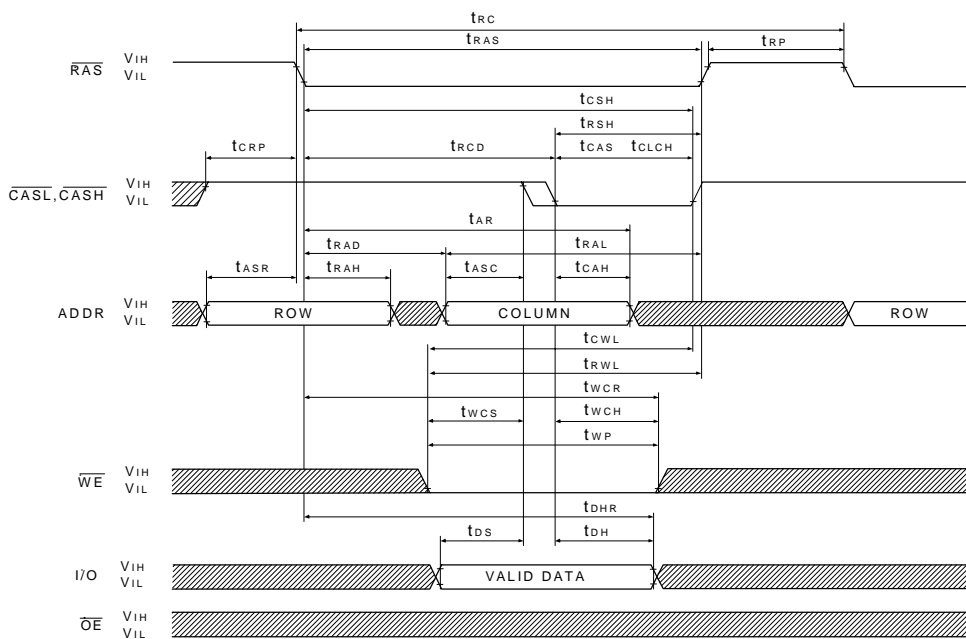 tRC
tRAS
tRP
RAS VIH
VIL
tCSH
tRSH
tCRP
tRCD
tCAS
tCLCH
CASL,CASH VIH
VIL
tAR
tRAD
tRAL
tASR
tRAH
tASC
tCAH
ADDR VIH
VIL
ROW
COLUMN
ROW
tCWL
tRWL
tWCR
tWCS
tWCH
tWP
WE VIH
VIL
tDHR
tDS
tDH
I/O VIH
VIL
VALID DATA
OE VIH
VIL